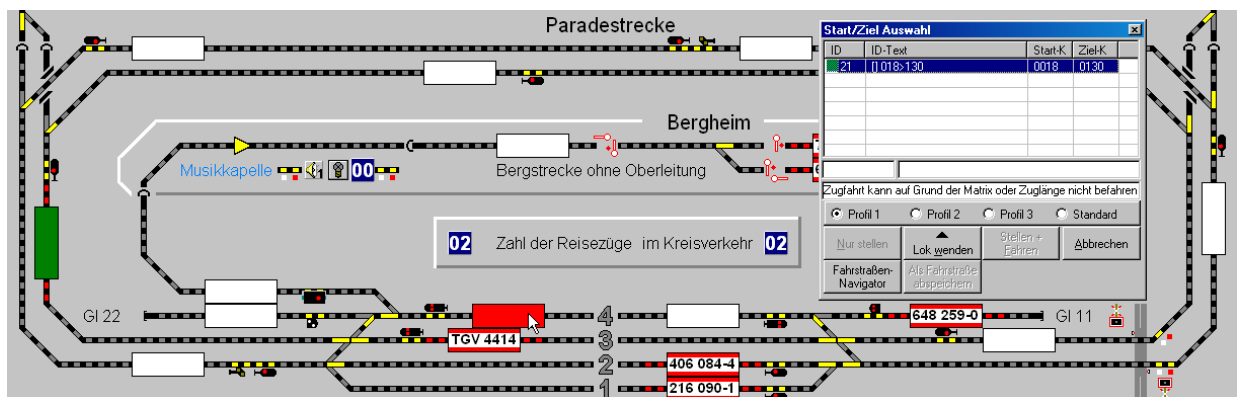 Paradestrecke
Start/Ziel Auswahl
ID ID-Text Start-K Ziel-K
21 [] 018>130 0018 0130
Bergheim
Musikkapelle 00
Bergstrecke ohne Oberleitung
Zugfahrt kann auf Grund der Matrix oder Zuglänge nicht befahren
Profil 1 Profil 2 Profil 3 Standard
Nur stellen Lok wenden Stellen + Fahren Abbrechen
Fahrstraßen-Navigator Als Fahrstraße abspeichern
02 Zahl der Reisezüge im Kreisverkehr 02
Gl 22 4 648 259-0 Gl 11
TGV 4414 3
2 406 084-4
1 216 090-1